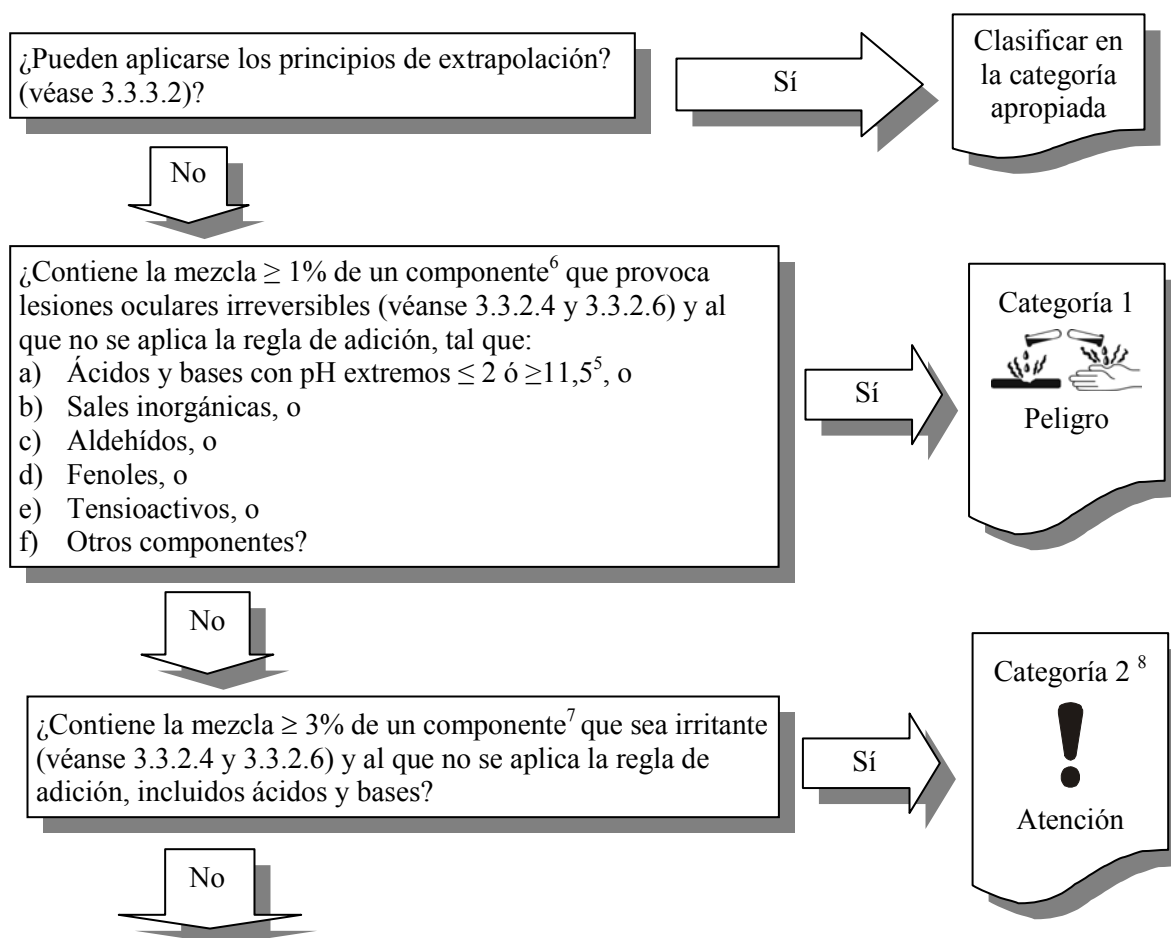 ¿Pueden aplicarse los principios de extrapolación?
(véase 3.3.3.2)?
Sí
Clasificar en
la categoría
apropiada
No
¿Contiene la mezcla ≥ 1% de un componente⁶ que provoca
lesiones oculares irreversibles (véanse 3.3.2.4 y 3.3.2.6) y al
que no se aplica la regla de adición, tal que:
a) Ácidos y bases con pH extremos ≤ 2 ó ≥11,5⁵, o
b) Sales inorgánicas, o
c) Aldehídos, o
d) Fenoles, o
e) Tensioactivos, o
f) Otros componentes?
Sí
Categoría 1
Peligro
No
¿Contiene la mezcla ≥ 3% de un componente⁷ que sea irritante
(véanse 3.3.2.4 y 3.3.2.6) y al que no se aplica la regla de
adición, incluidos ácidos y bases?
Sí
Categoría 2 ⁸
Atención
No